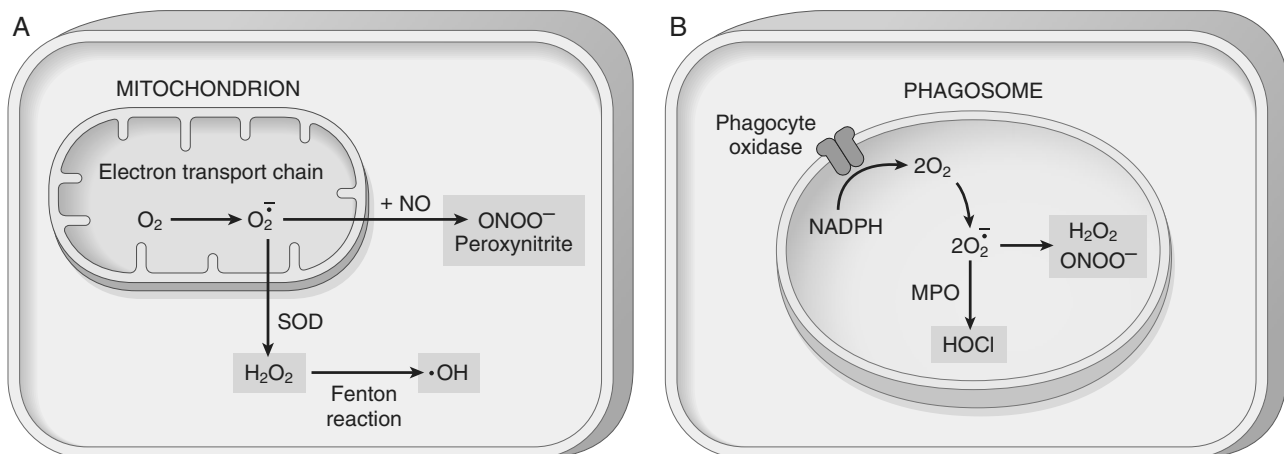 A
MITOCHONDRION
Electron transport chain
O₂
O₂•̅
+ NO
ONOO⁻
Peroxynitrite
SOD
H₂O₂
Fenton
reaction
•OH
B
PHAGOSOME
Phagocyte
oxidase
2O₂
NADPH
2O₂•̅
H₂O₂
ONOO⁻
MPO
HOCl